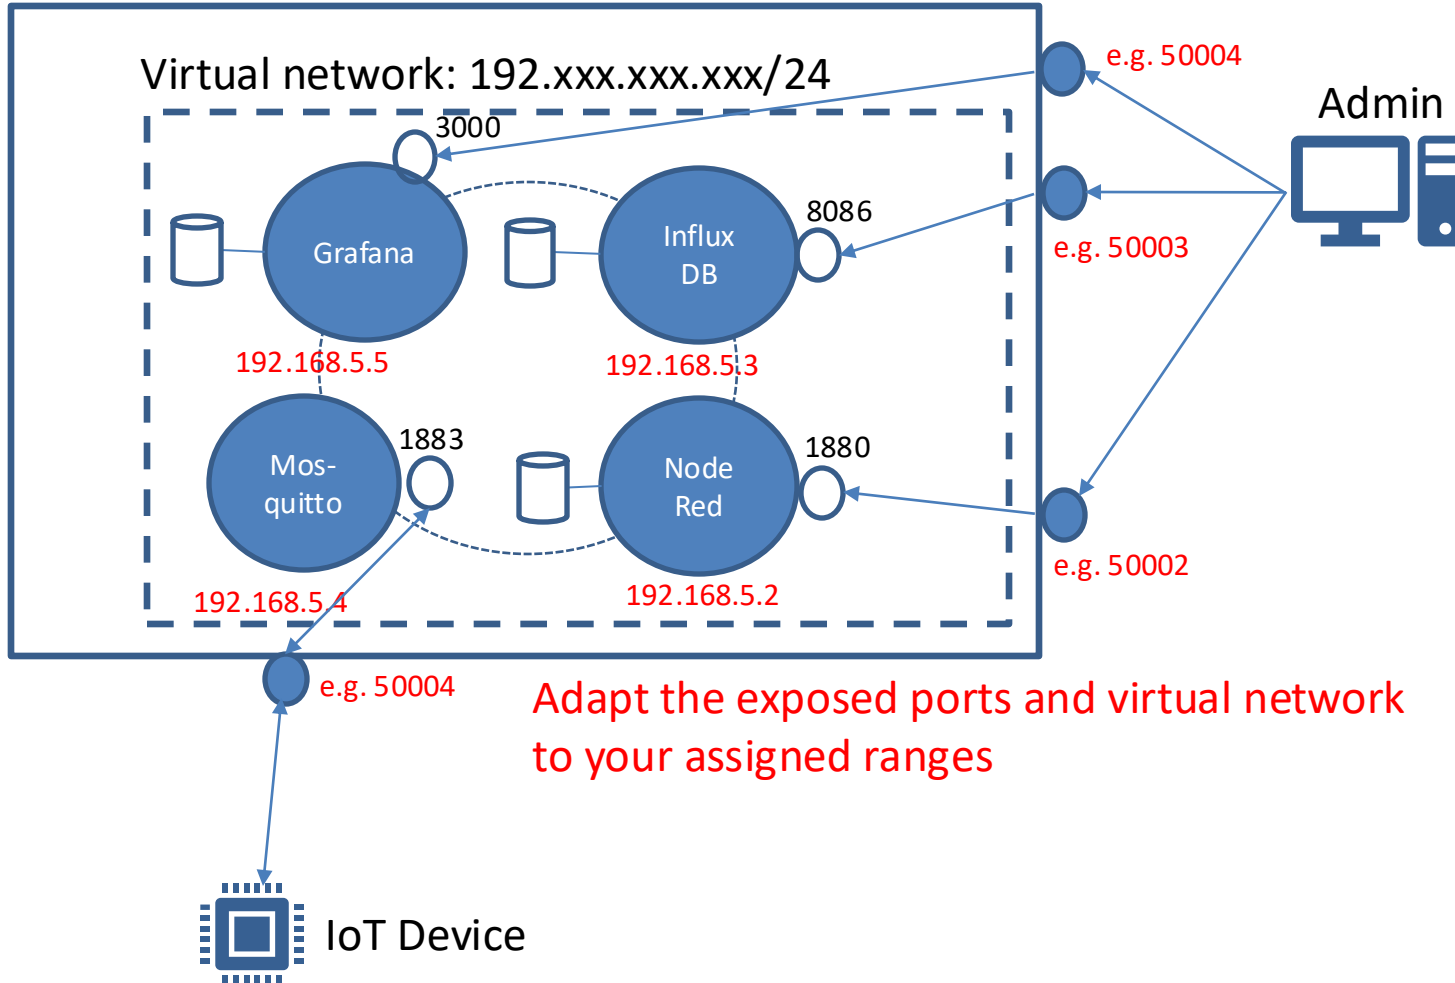 Virtual network: 192.xxx.xxx.xxx/24
e.g. 50004
Admin
3000
8086
e.g. 50003
Grafana
Influx
DB
192.168.5.5
192.168.5.3
1883
1880
Mos-
quitto
Node
Red
e.g. 50002
192.168.5.4
192.168.5.2
e.g. 50004
Adapt the exposed ports and virtual network
to your assigned ranges
IoT Device